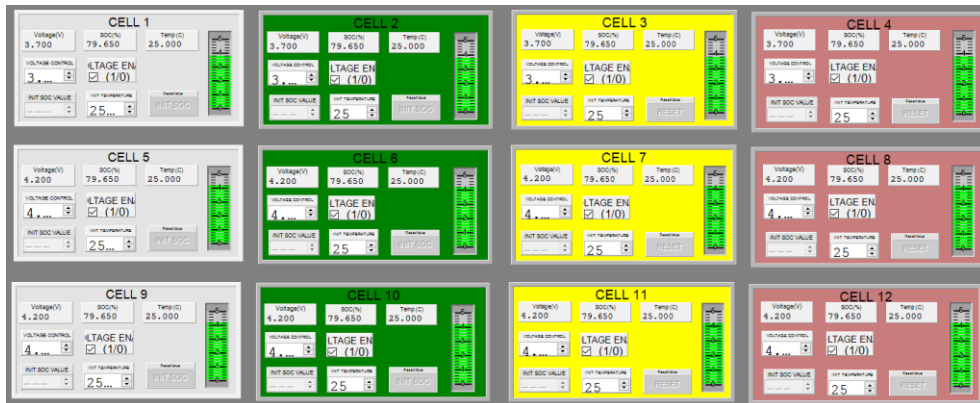 CELL 1
Voltage(V) SOC(%) Temp(C)
3.700 79.650 25.000
VOLTAGE CONTROL LTAGE EN
3.... (1/0)
INIT SOC VALUE INIT TEMPERATURE ResetValue
--- 25... INIT SOC
CELL 2
Voltage(V) SOC(%) Temp(C)
3.700 79.650 25.000
VOLTAGE CONTROL LTAGE EN
3.... (1/0)
INIT SOC VALUE INIT TEMPERATURE ResetValue
--- 25 INIT SOC
CELL 3
Voltage(V) SOC(%) Temp(C)
3.700 79.650 25.000
VOLTAGE CONTROL LTAGE EN
3.... (1/0)
INIT SOC VALUE INIT TEMPERATURE ResetValue
--- 25 RESET
CELL 4
Voltage(V) SOC(%) Temp(C)
3.700 79.650 25.000
VOLTAGE CONTROL LTAGE EN
3.... (1/0)
INIT SOC VALUE INIT TEMPERATURE ResetValue
--- 25 RESET
CELL 5
Voltage(V) SOC(%) Temp(C)
4.200 79.650 25.000
VOLTAGE CONTROL LTAGE EN
4.... (1/0)
INIT SOC VALUE INIT TEMPERATURE ResetValue
--- 25... INIT SOC
CELL 6
Voltage(V) SOC(%) Temp(C)
4.200 79.650 25.000
VOLTAGE CONTROL LTAGE EN
4.... (1/0)
INIT SOC VALUE INIT TEMPERATURE ResetValue
--- 25 INIT SOC
CELL 7
Voltage(V) SOC(%) Temp(C)
4.200 79.650 25.000
VOLTAGE CONTROL LTAGE EN
4.... (1/0)
INIT SOC VALUE INIT TEMPERATURE ResetValue
--- 25 RESET
CELL 8
Voltage(V) SOC(%) Temp(C)
4.200 79.650 25.000
VOLTAGE CONTROL LTAGE EN
4.... (1/0)
INIT SOC VALUE INIT TEMPERATURE ResetValue
--- 25 RESET
CELL 9
Voltage(V) SOC(%) Temp(C)
4.200 79.650 25.000
VOLTAGE CONTROL LTAGE EN
4.... (1/0)
INIT SOC VALUE INIT TEMPERATURE ResetValue
--- 25... INIT SOC
CELL 10
Voltage(V) SOC(%) Temp(C)
4.200 79.650 25.000
VOLTAGE CONTROL LTAGE EN
4.... (1/0)
INIT SOC VALUE INIT TEMPERATURE ResetValue
--- 25 INIT SOC
CELL 11
Voltage(V) SOC(%) Temp(C)
4.200 79.650 25.000
VOLTAGE CONTROL LTAGE EN
4.... (1/0)
INIT SOC VALUE INIT TEMPERATURE ResetValue
--- 25 RESET
CELL 12
Voltage(V) SOC(%) Temp(C)
4.200 79.650 25.000
VOLTAGE CONTROL LTAGE EN
4.... (1/0)
INIT SOC VALUE INIT TEMPERATURE ResetValue
--- 25 RESET